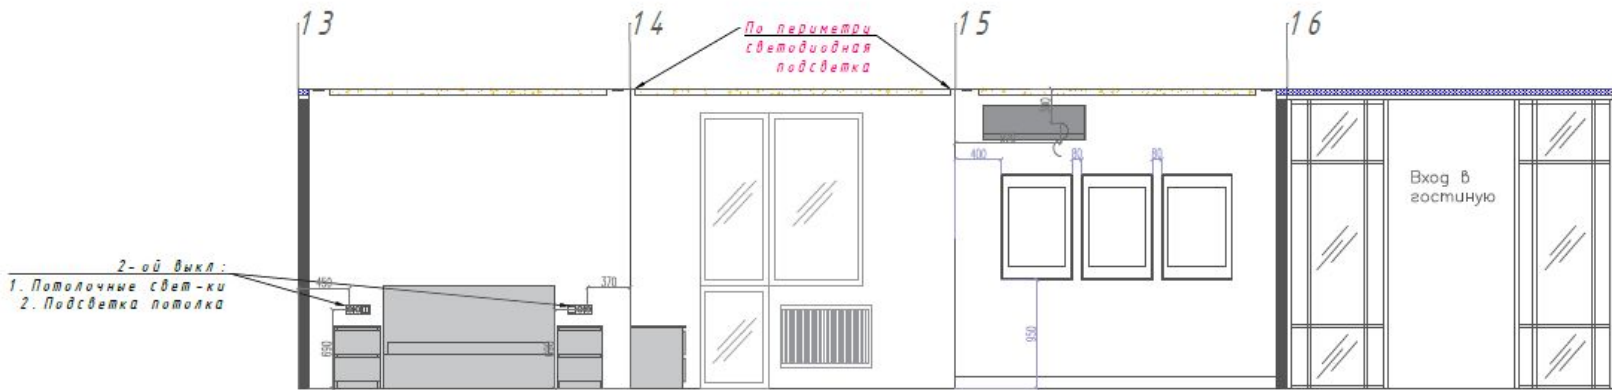 13
14
15
16
По периметру
светодиодная
подсветка
400
80
80
Вход в
гостиную
2-ой выкл:
1. Потолочные свет-ки
2. Подсветка потолка
450
370
690
950